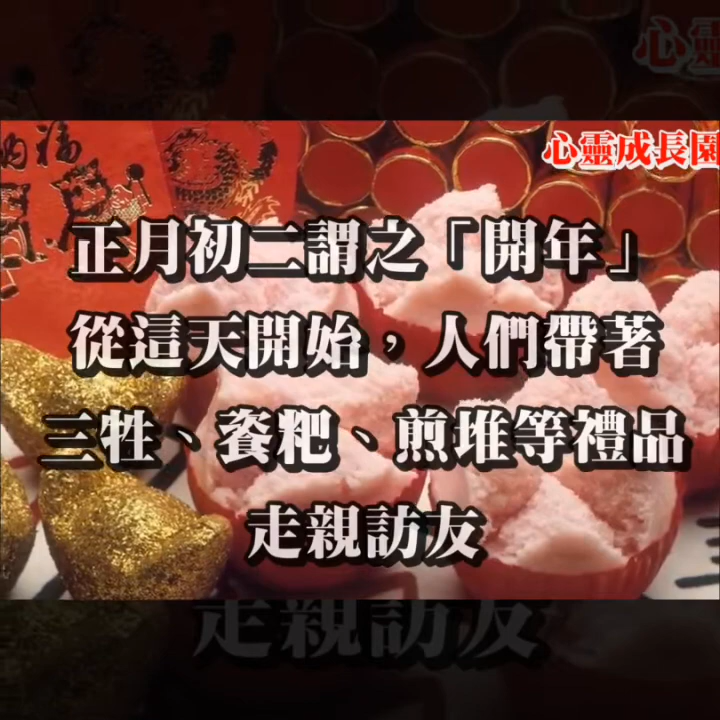 心靈成長園
正月初二謂之「開年」
從這天開始，人們帶著
三牲、餈粑、煎堆等禮品
走親訪友
走親訪友